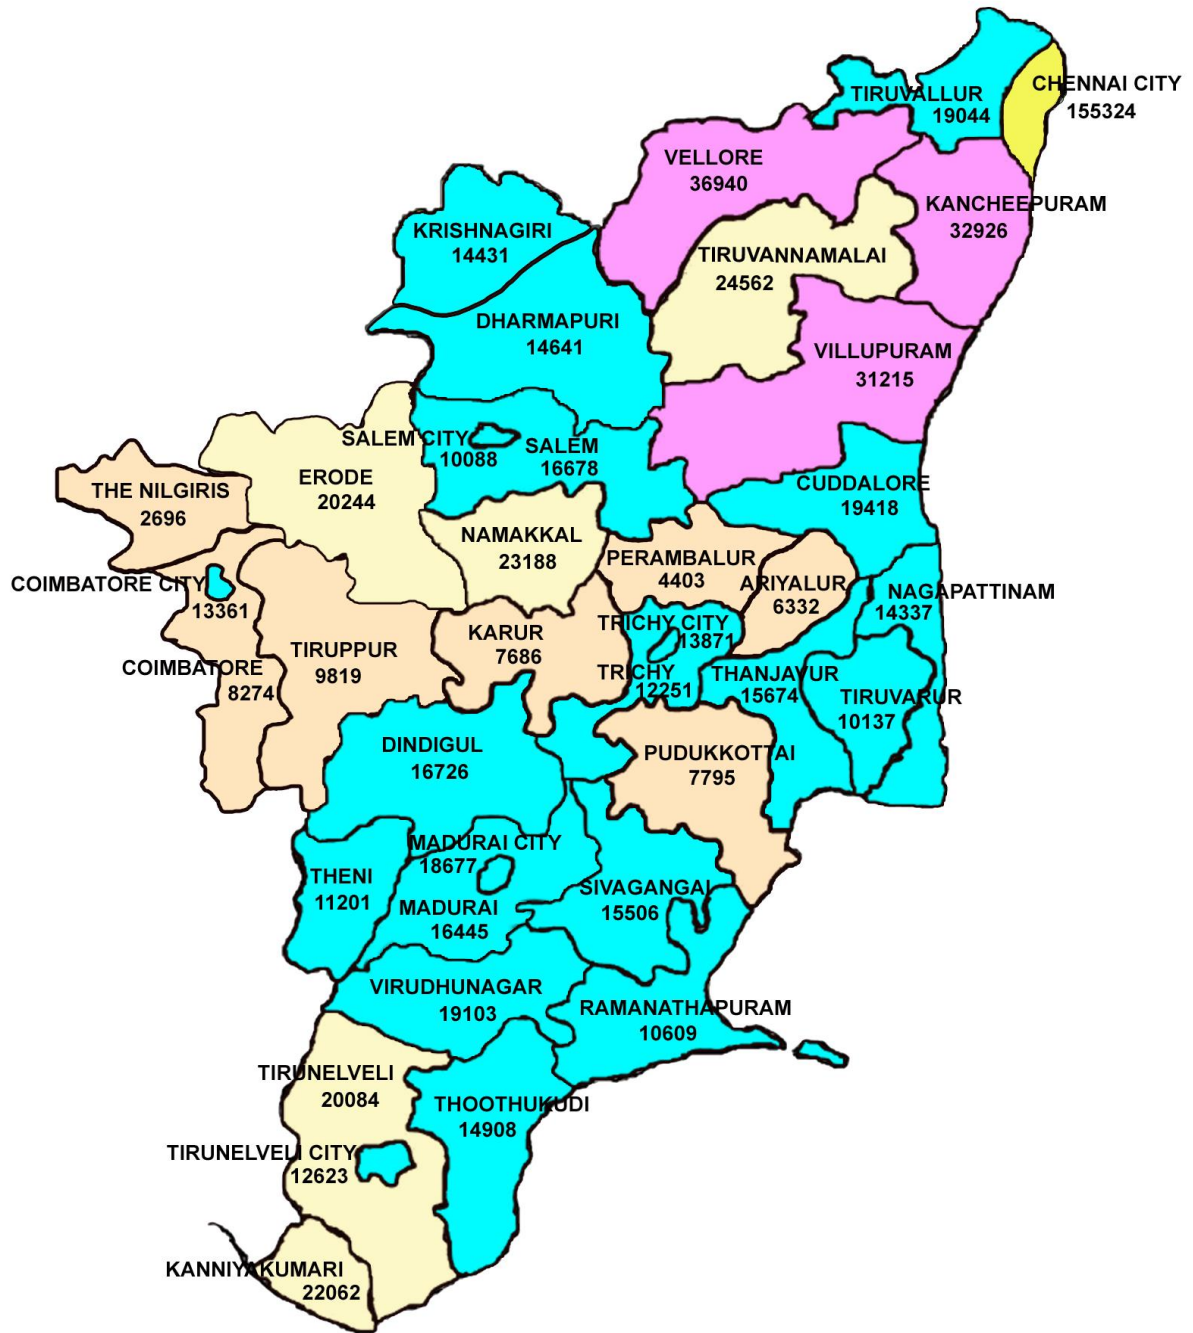 CHENNAI CITY
155324
TIRUVALLUR
19044
VELLORE
36940
KANCHEEPURAM
32926
KRISHNAGIRI
14431
TIRUVANNAMALAI
24562
DHARMAPURI
14641
VILLUPURAM
31215
SALEM CITY
10088
SALEM
16678
ERODE
20244
THE NILGIRIS
2696
CUDDALORE
19418
NAMAKKAL
23188
PERAMBALUR
4403
ARIYALUR
6332
COIMBATORE CITY
13361
NAGAPATTINAM
14337
TRICHY CITY
13871
KARUR
7686
TIRUPPUR
9819
COIMBATORE
8274
TRICHY
12251
THANJAVUR
15674
TIRUVARUR
10137
DINDIGUL
16726
PUDUKKOTTAI
7795
MADURAI CITY
18677
THENI
11201
MADURAI
16445
SIVAGANGAI
15506
VIRUDHUNAGAR
19103
RAMANATHAPURAM
10609
TIRUNELVELI
20084
THOOTHUKUDI
14908
TIRUNELVELI CITY
12623
KANNIYAKUMARI
22062